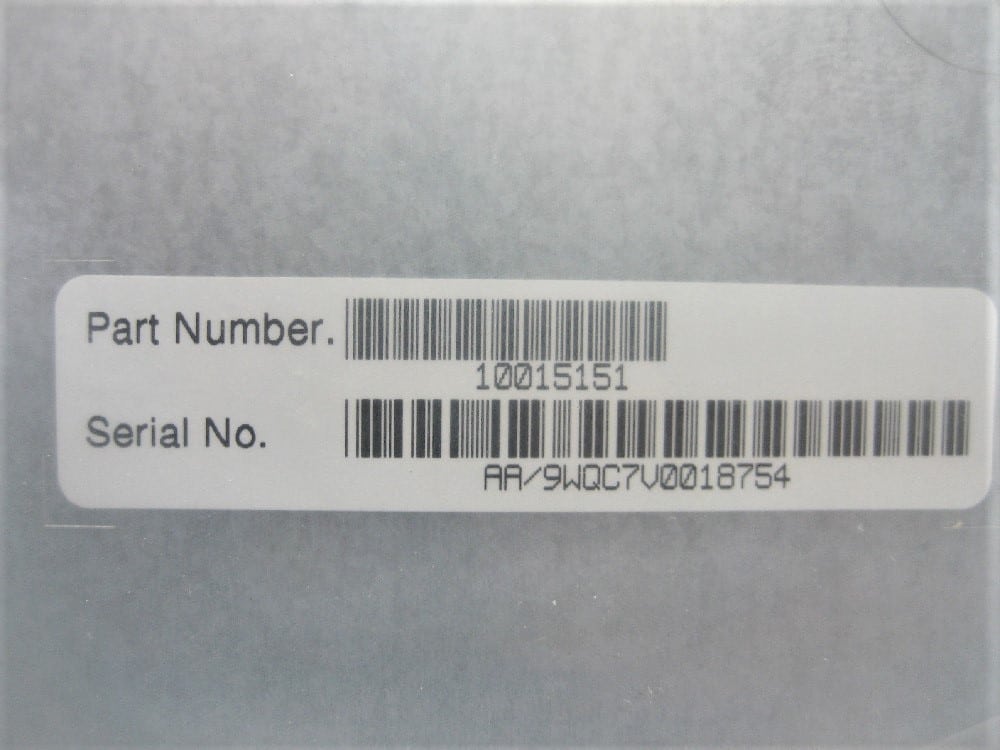 Part Number.
10015151
Serial No.
AA/9WQC7V0018754